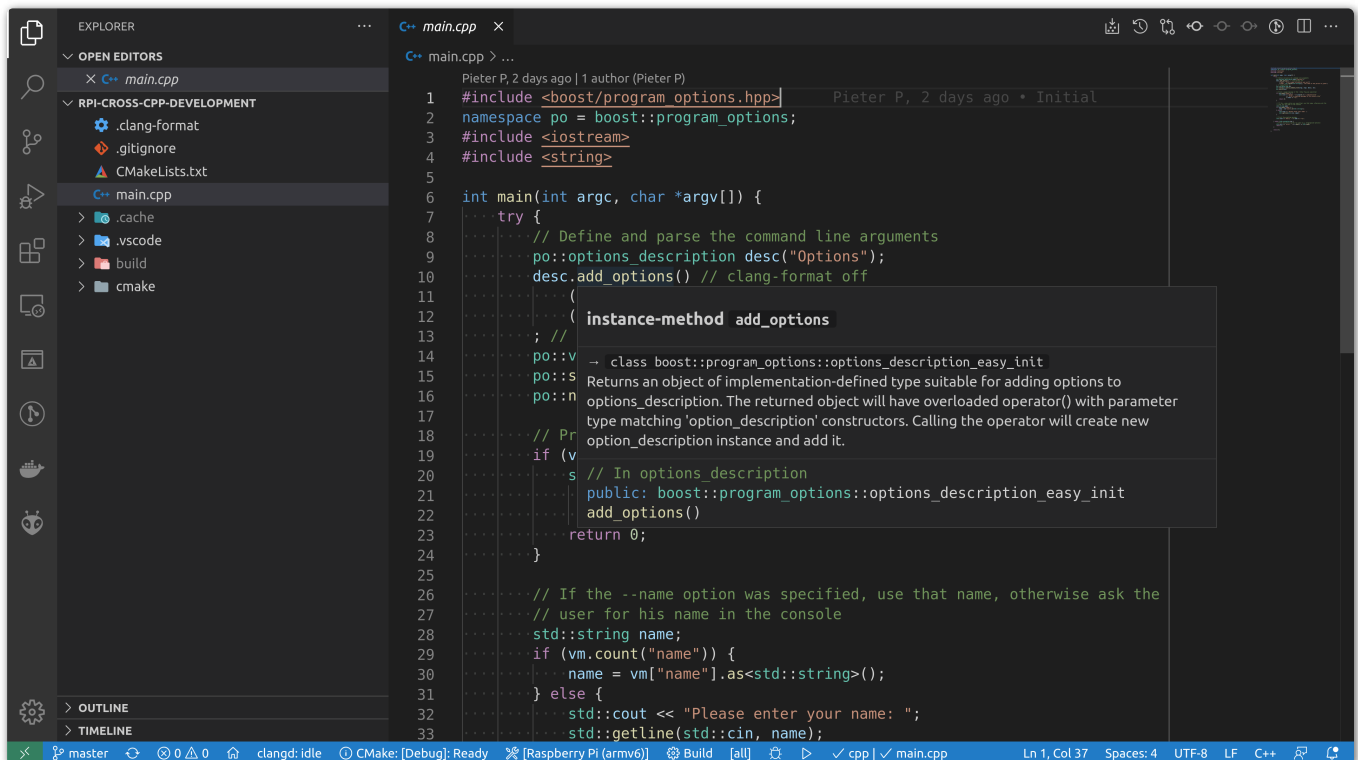 EXPLORER
OPEN EDITORS
main.cpp
RPI-CROSS-CPP-DEVELOPMENT
.clang-format
.gitignore
CMakeLists.txt
main.cpp
.cache
.vscode
build
cmake
OUTLINE
TIMELINE
main.cpp
main.cpp > ...
Pieter P, 2 days ago | 1 author (Pieter P)
1 #include <boost/program_options.hpp> Pieter P, 2 days ago • Initial
2 namespace po = boost::program_options;
3 #include <iostream>
4 #include <string>
5
6 int main(int argc, char *argv[]) {
7 try {
8 // Define and parse the command line arguments
9 po::options_description desc("Options");
10 desc.add_options() // clang-format off
11 (
12 (
13 ; //
14 po::v
15 po::s
16 po::n
17
18 // Pr
19 if (v
20 s
21
22
23 return 0;
24 }
25
26 // If the --name option was specified, use that name, otherwise ask the
27 // user for his name in the console
28 std::string name;
29 if (vm.count("name")) {
30 name = vm["name"].as<std::string>();
31 } else {
32 std::cout << "Please enter your name: ";
33 std::getline(std::cin, name);
instance-method add_options
→ class boost::program_options::options_description_easy_init
Returns an object of implementation-defined type suitable for adding options to
options_description. The returned object will have overloaded operator() with parameter
type matching 'option_description' constructors. Calling the operator will create new
option_description instance and add it.
// In options_description
public: boost::program_options::options_description_easy_init
add_options()
master 0 0 clangd: idle CMake: [Debug]: Ready [Raspberry Pi (armv6)] Build [all] ✓ cpp | ✓ main.cpp Ln 1, Col 37 Spaces: 4 UTF-8 LF C++